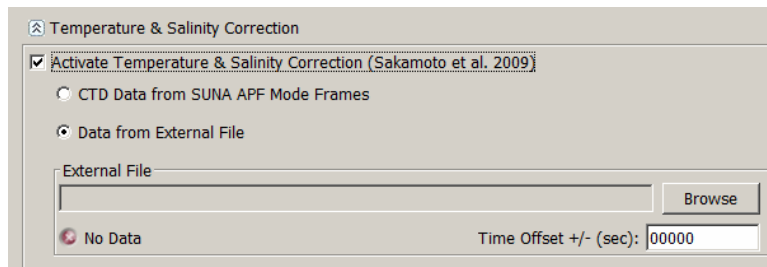 Temperature & Salinity Correction
Activate Temperature & Salinity Correction (Sakamoto et al. 2009)
CTD Data from SUNA APF Mode Frames
Data from External File
External File
Browse
No Data
Time Offset +/- (sec): 00000